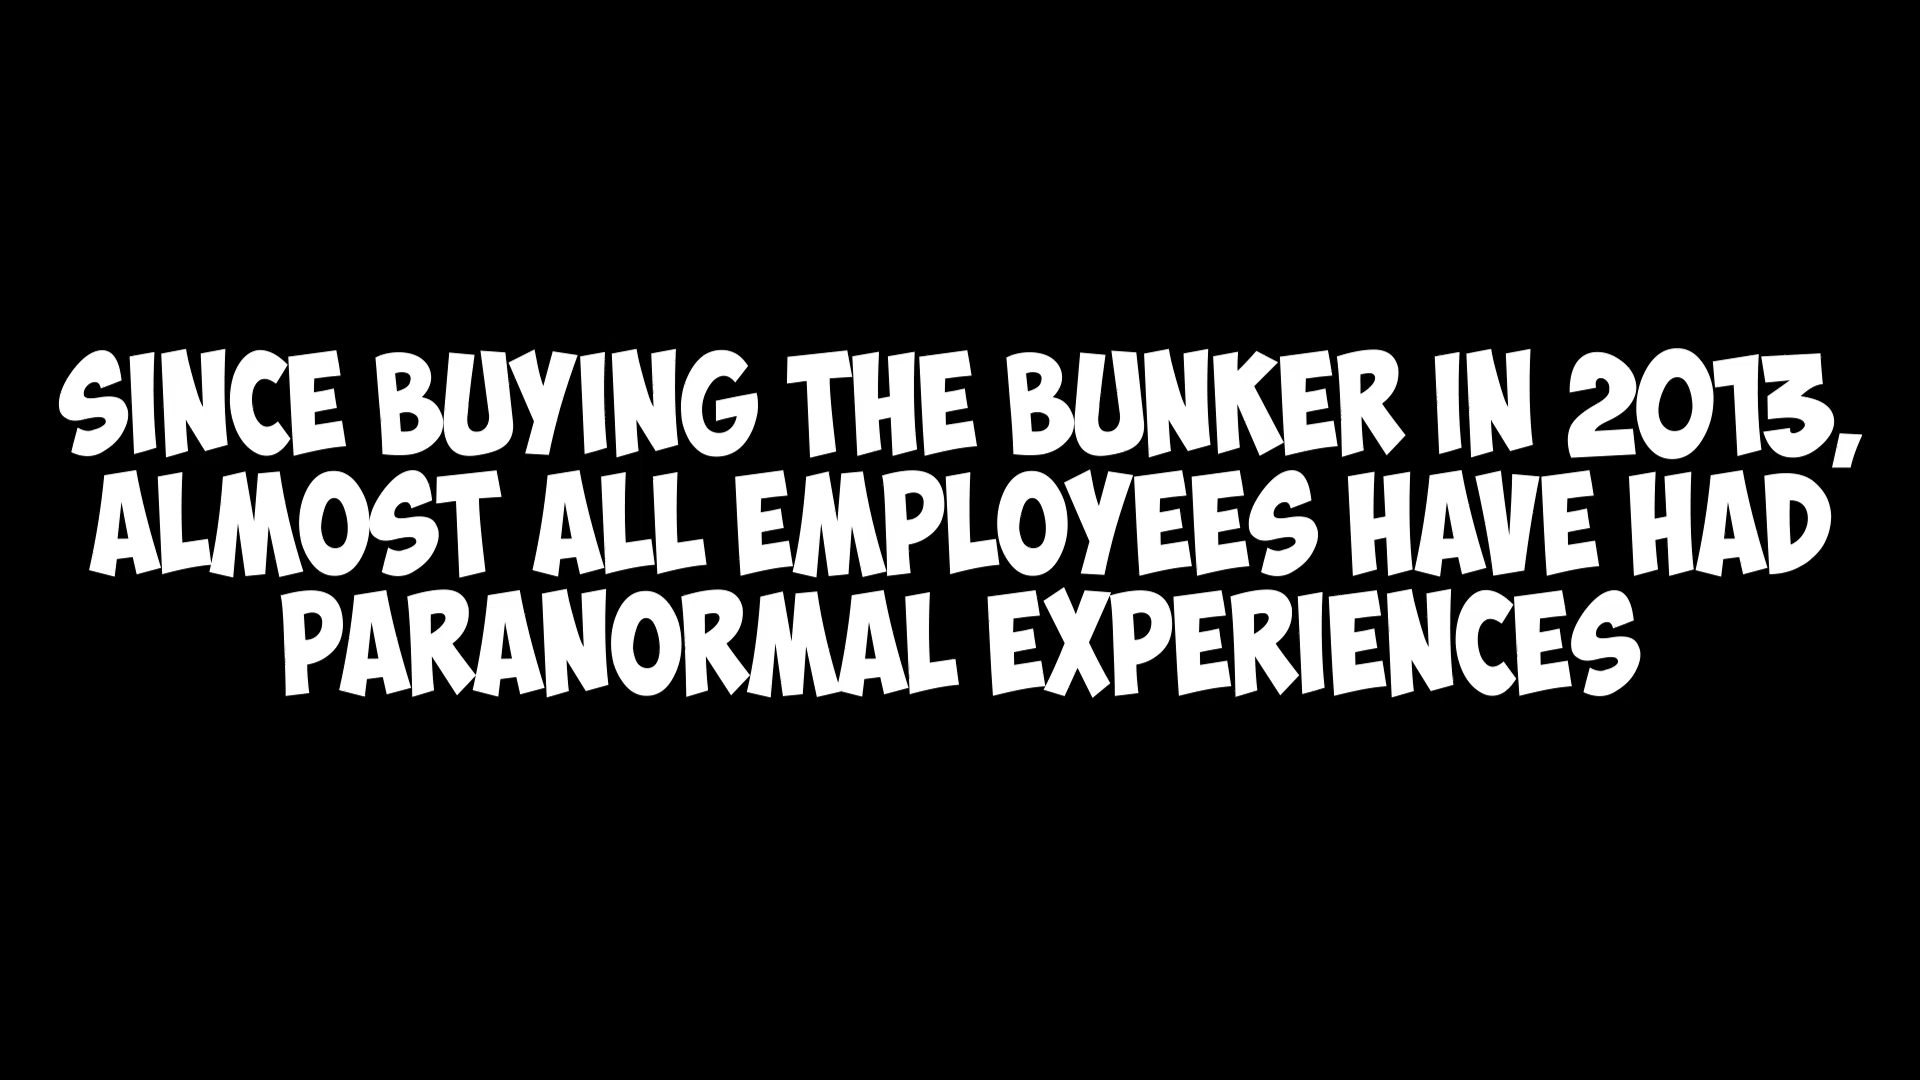 SINCE BUYING THE BUNKER IN 2013,
ALMOST ALL EMPLOYEES HAVE HAD
PARANORMAL EXPERIENCES